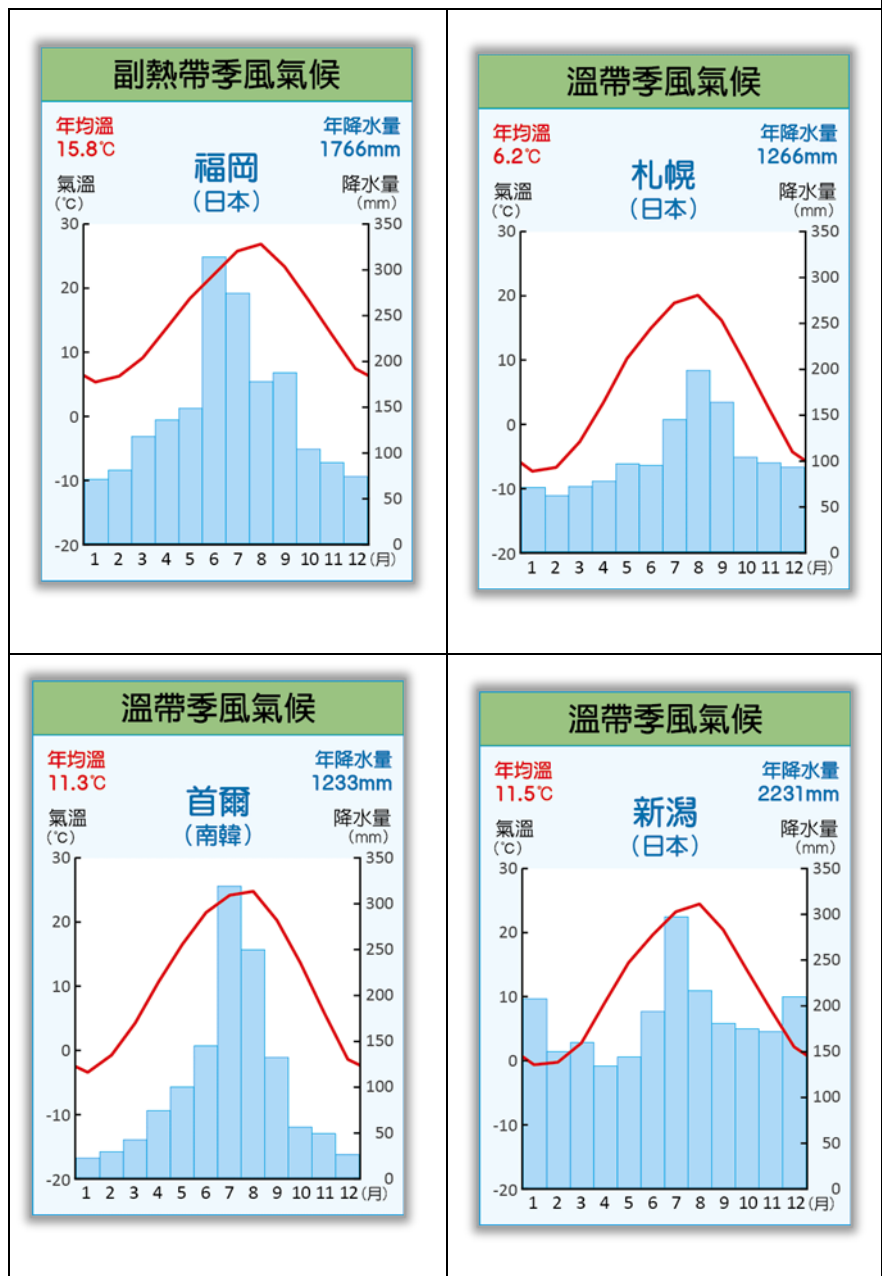 副熱帶季風氣候
年均溫 年降水量
15.8℃ 1766mm
福岡
（日本）
氣溫 降水量
(℃) (mm)
30 350
300
20
250
10 200
0 150
100
-10
50
-20 0
1 2 3 4 5 6 7 8 9 10 11 12 (月)
溫帶季風氣候
年均溫 年降水量
6.2℃ 1266mm
札幌
（日本）
氣溫 降水量
(℃) (mm)
30 350
300
20
250
10 200
0 150
100
-10
50
-20 0
1 2 3 4 5 6 7 8 9 10 11 12 (月)
溫帶季風氣候
年均溫 年降水量
11.3℃ 1233mm
首爾
（南韓）
氣溫 降水量
(℃) (mm)
30 350
300
20
250
10 200
0 150
100
-10
50
-20 0
1 2 3 4 5 6 7 8 9 10 11 12 (月)
溫帶季風氣候
年均溫 年降水量
11.5℃ 2231mm
新潟
（日本）
氣溫 降水量
(℃) (mm)
30 350
300
20
250
10 200
0 150
100
-10
50
-20 0
1 2 3 4 5 6 7 8 9 10 11 12 (月)